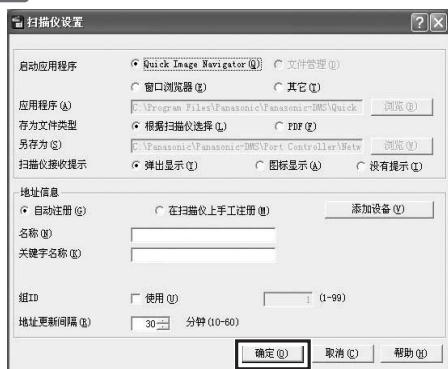 扫描仪设置
启动应用程序 Quick Image Navigator(Q) 文件管理(D)
窗口浏览器(E) 其它(T)
应用程序(A) C:\Program Files\Panasonic\Panasonic-DMS\Quick 浏览(B)
存为文件类型 根据扫描仪选择(L) PDF(F)
另存为(S) C:\Panasonic\Panasonic-DMS\Port Controller\Netw 浏览(B)
扫描仪接收提示 弹出显示(I) 图标显示(A) 没有提示(I)
地址信息
自动注册(G) 在扫描仪上手工注册(M) 添加设备(Y)
名称(N)
关键字名称(K)
组ID 使用(U) 1 (1-99)
地址更新间隔(R) 30 分钟(10-60)
确定(O) 取消(C) 帮助(H)